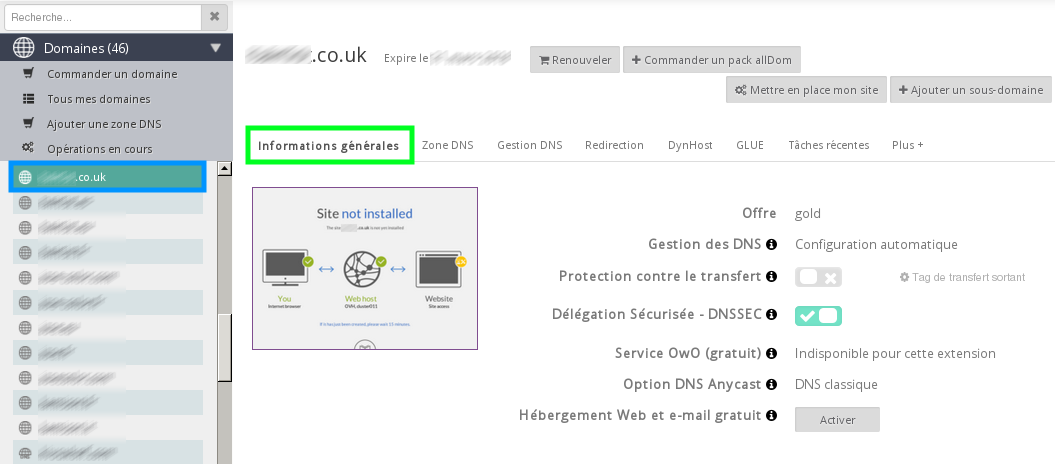 Recherche...
Domaines (46)
Commander un domaine
Tous mes domaines
Ajouter une zone DNS
Opérations en cours
.co.uk
.co.uk
Expire le
Renouveler
Commander un pack allDom
Mettre en place mon site
Ajouter un sous-domaine
Informations générales
Zone DNS
Gestion DNS
Redirection
DynHost
GLUE
Tâches récentes
Plus +
Site not installed
The site .co.uk is not yet installed
You
Internet browser
Web host
OVH, cluster011
Website
Site access
If it has just been created, please wait 15 minutes.
Offre gold
Gestion des DNS Configuration automatique
Protection contre le transfert Tag de transfert sortant
Délégation Sécurisée - DNSSEC
Service OwO (gratuit) Indisponible pour cette extension
Option DNS Anycast DNS classique
Hébergement Web et e-mail gratuit Activer